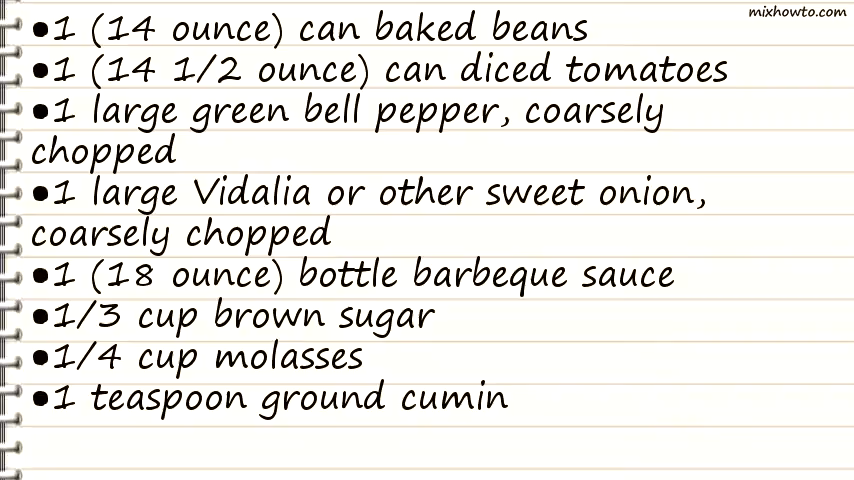 mixhowto.com
●1 (14 ounce) can baked beans
●1 (14 1/2 ounce) can diced tomatoes
●1 large green bell pepper, coarsely
chopped
●1 large Vidalia or other sweet onion,
coarsely chopped
●1 (18 ounce) bottle barbeque sauce
●1/3 cup brown sugar
●1/4 cup molasses
●1 teaspoon ground cumin